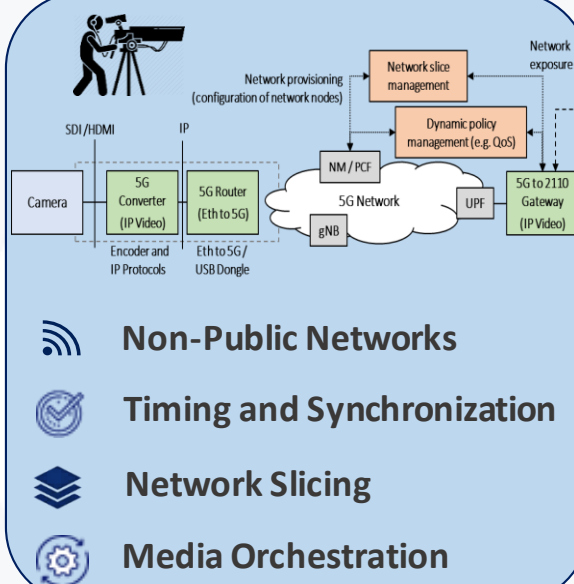 Network
exposure
Network slice
management
Network provisioning
(configuration of network nodes)
Dynamic policy
management (e.g. QoS)
SDI/HDMI
IP
NM / PCF
Camera
5G
Converter
(IP Video)
5G Router
(Eth to 5G)
5G Network
gNB
UPF
5G to 2110
Gateway
(IP Video)
Encoder and
IP Protocols
Eth to 5G /
USB Dongle
Non-Public Networks
Timing and Synchronization
Network Slicing
Media Orchestration